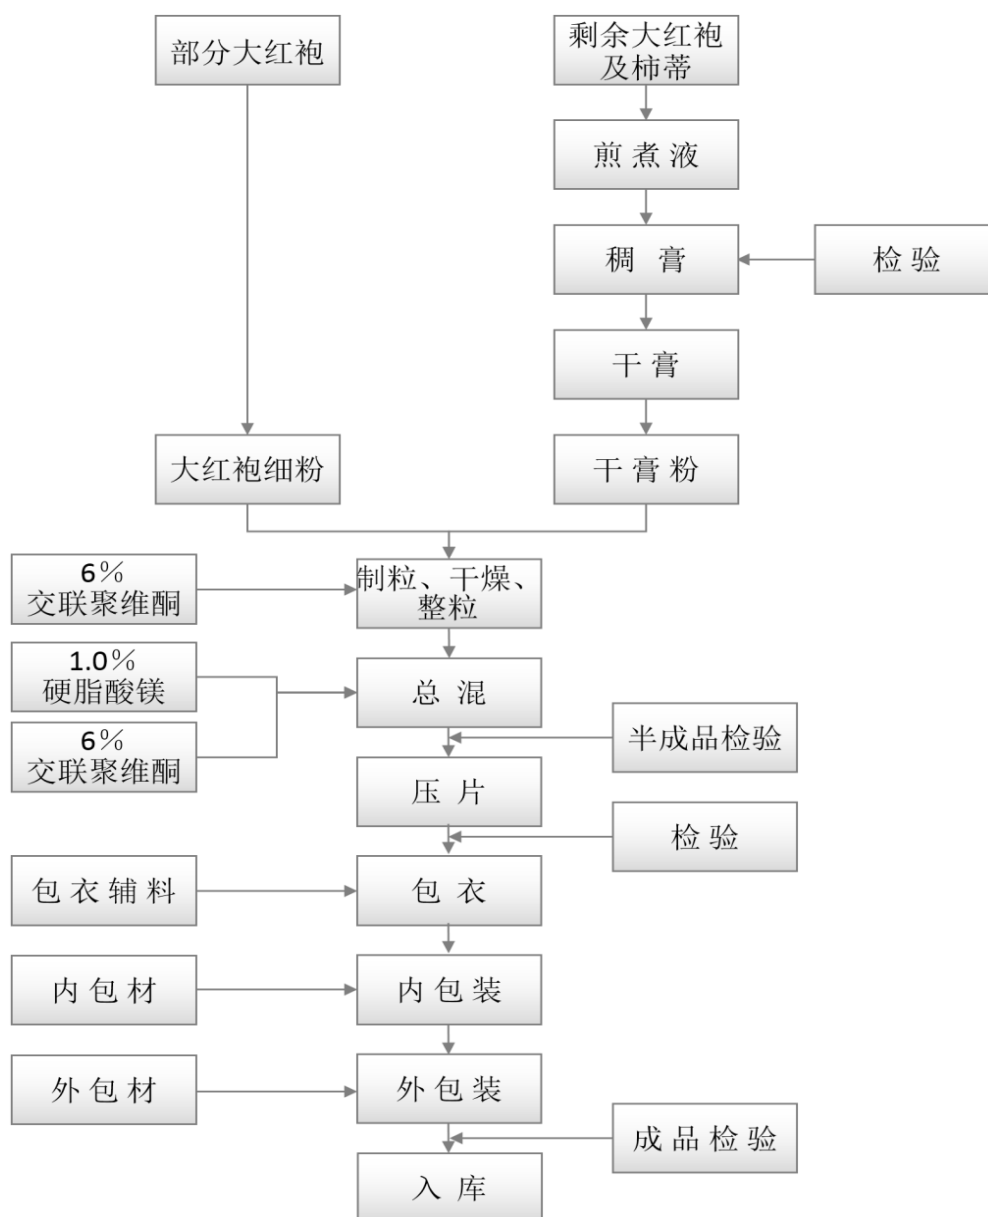 部分大红袍
剩余大红袍
及柿蒂
煎煮液
稠膏
检验
干膏
大红袍细粉
干膏粉
6%
交联聚维酮
制粒、干燥、
整粒
1.0%
硬脂酸镁
总混
6%
交联聚维酮
半成品检验
压片
检验
包衣辅料
包衣
内包材
内包装
外包材
外包装
成品检验
入库